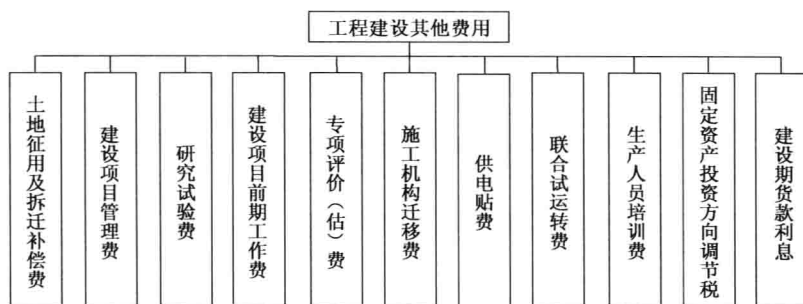 工程建设其他费用
土地征用及拆迁补偿费
建设项目管理费
研究试验费
建设项目前期工作费
专项评价（估）费
施工机构迁移费
供电贴费
联合试运转费
生产人员培训费
固定资产投资方向调节税
建设期货款利息